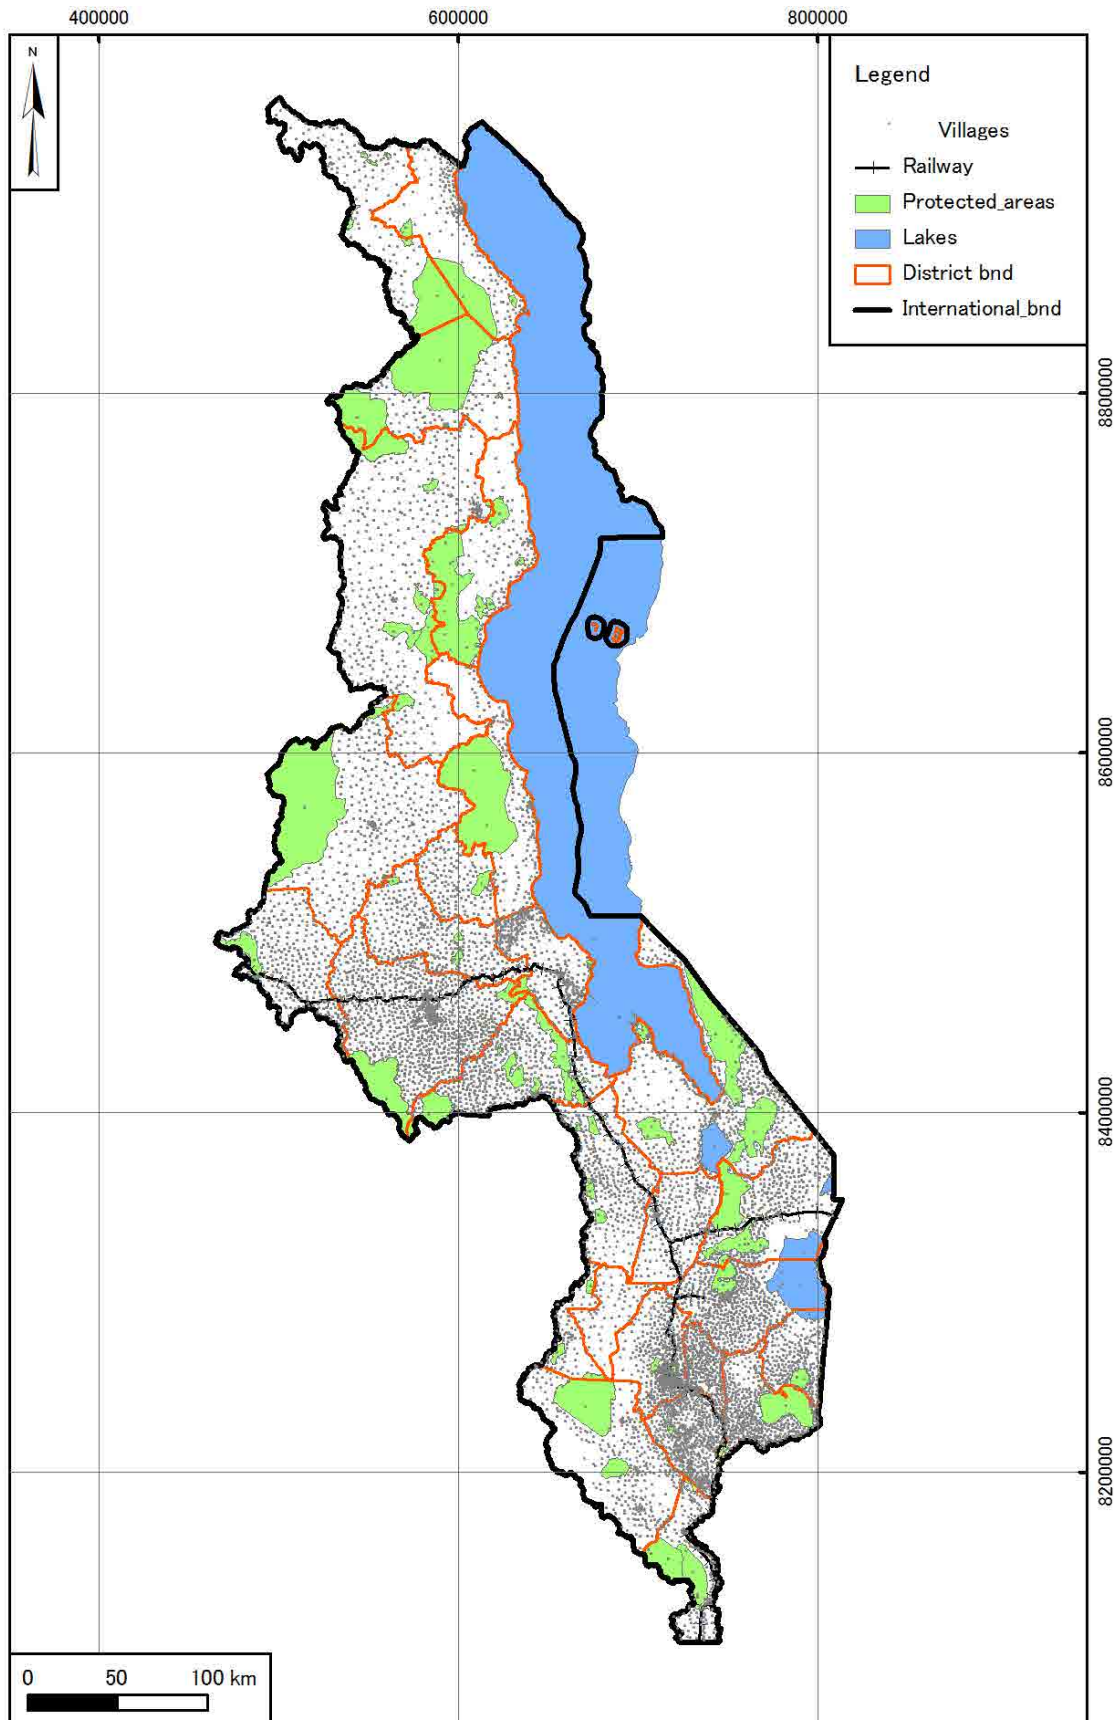 400000 600000 800000
N
Legend
Villages
Railway
Protected_areas
Lakes
District bnd
International_bnd
8800000
8600000
8400000
8200000
0 50 100 km